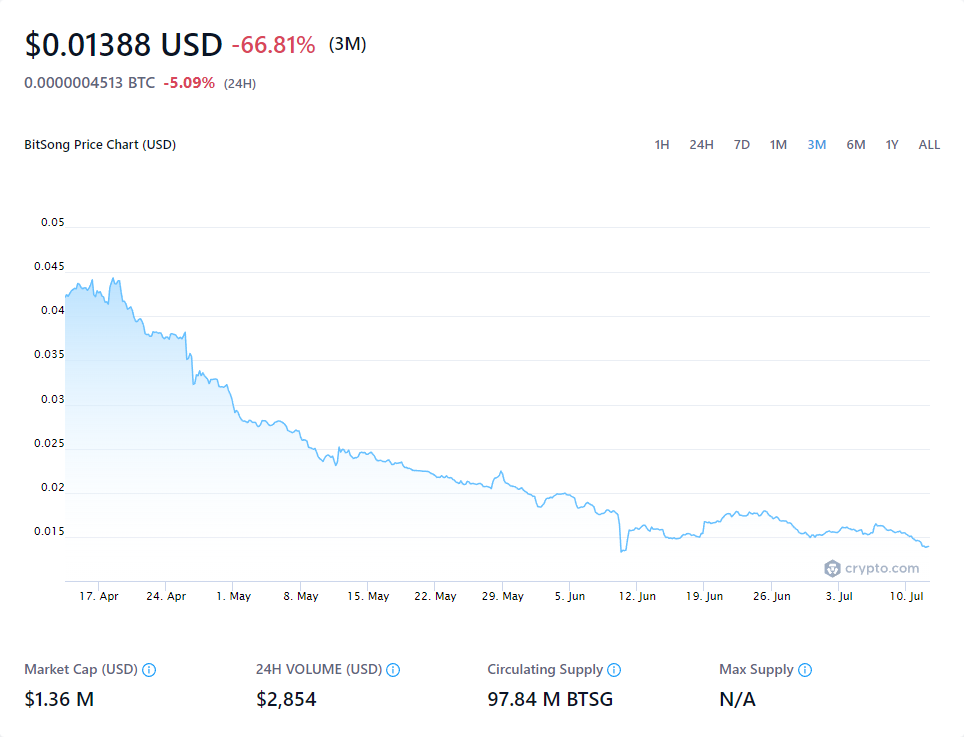 $0.01388 USD -66.81% (3M)
0.0000004513 BTC -5.09% (24H)
BitSong Price Chart (USD)
1H 24H 7D 1M 3M 6M 1Y ALL
0.05
0.045
0.04
0.035
0.03
0.025
0.02
0.015
crypto.com
17. Apr 24. Apr 1. May 8. May 15. May 22. May 29. May 5. Jun 12. Jun 19. Jun 26. Jun 3. Jul 10. Jul
Market Cap (USD) 24H VOLUME (USD) Circulating Supply Max Supply
$1.36 M $2,854 97.84 M BTSG N/A